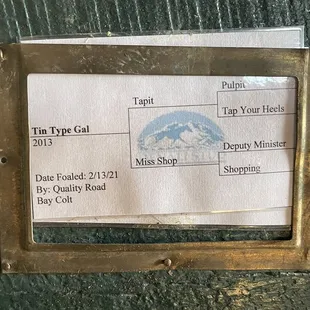 Pulpit
Tapit
Tap Your Heels
Tin Type Gal
2013
Deputy Minister
Miss Shop
Shopping
Date Foaled: 2/13/21
By: Quality Road
Bay Colt